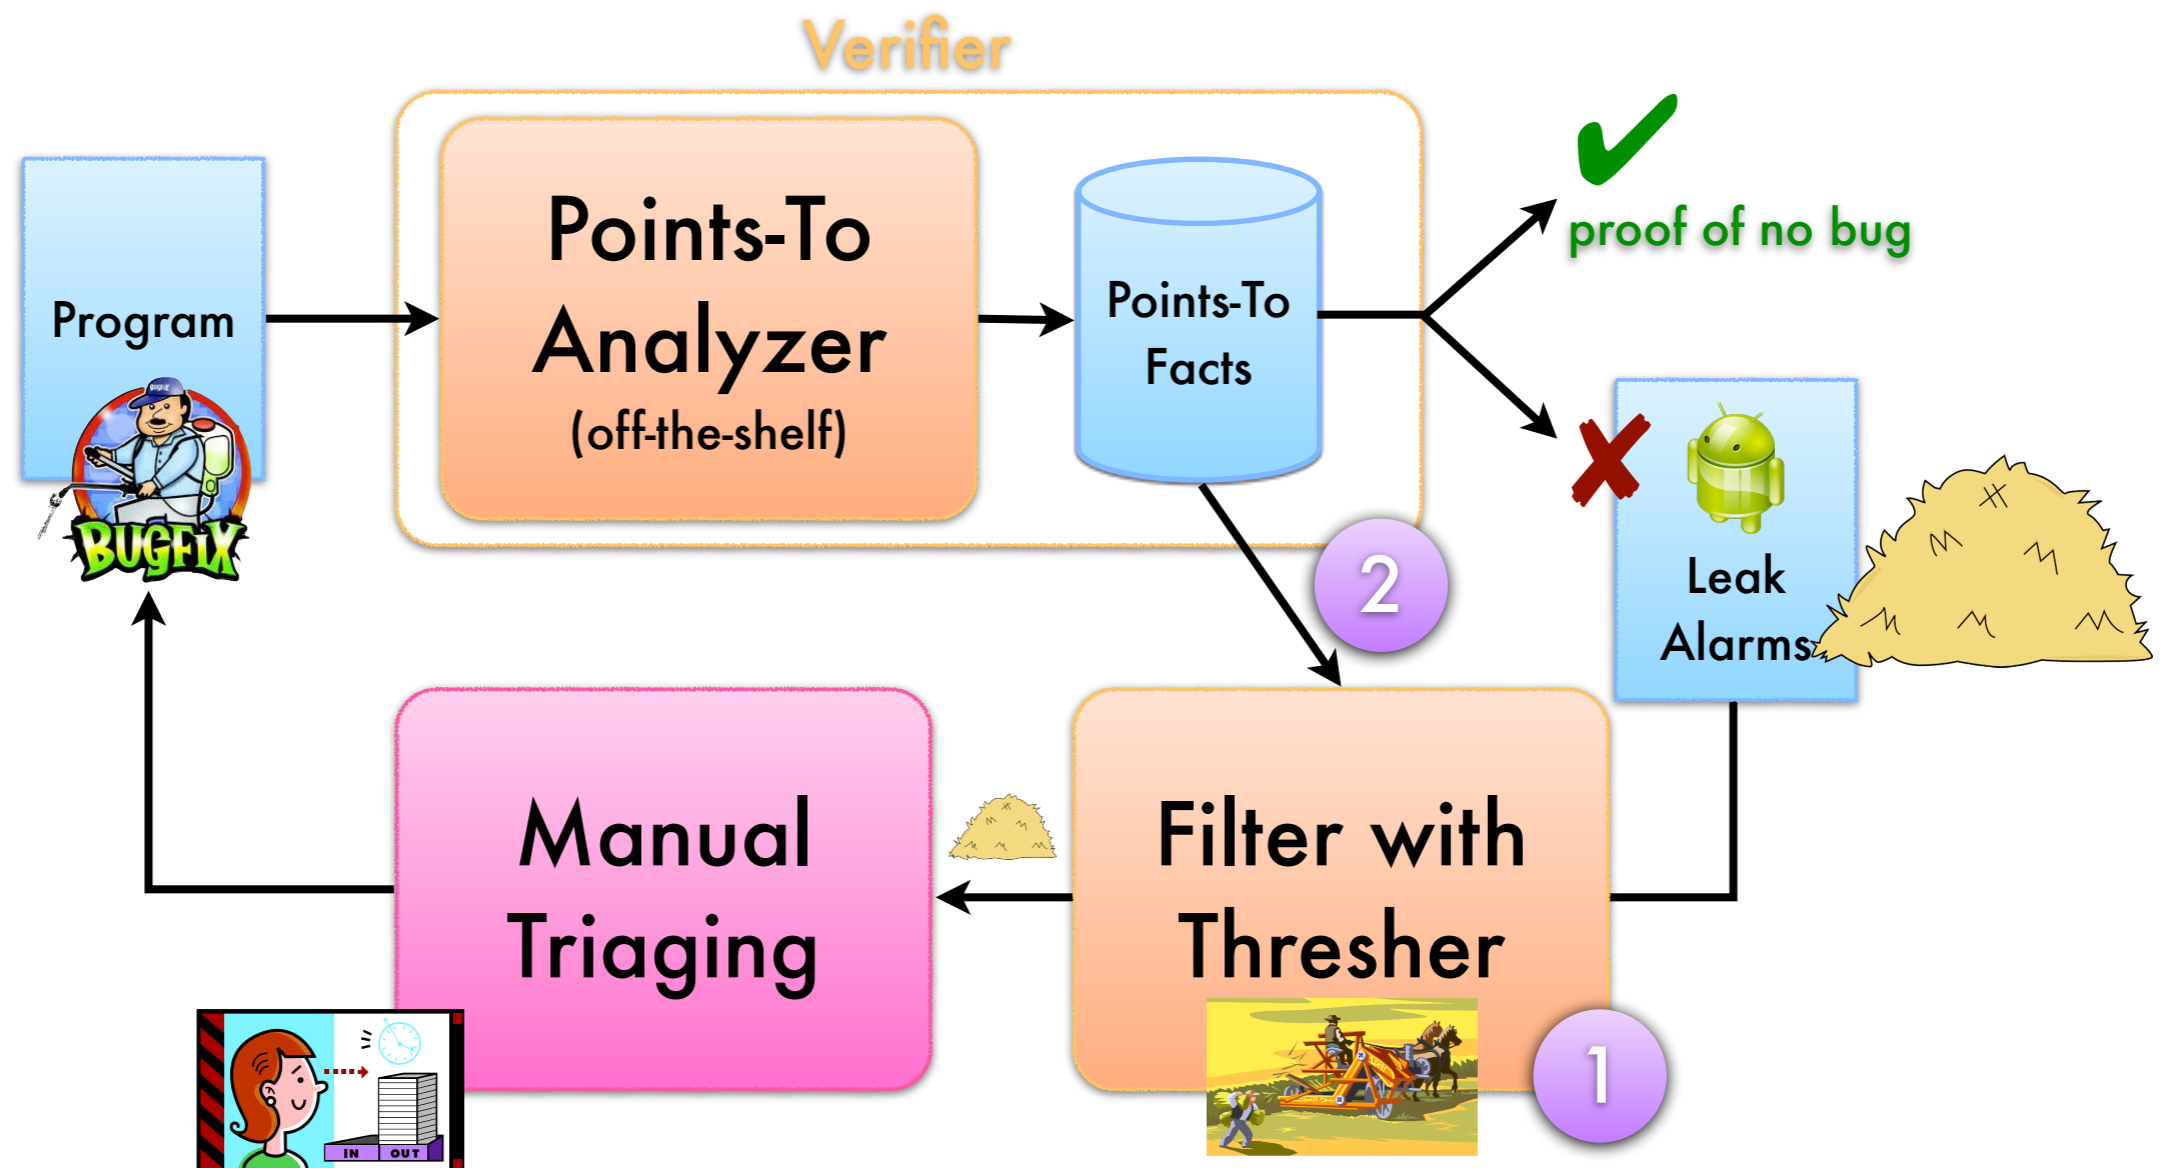 Verifier
Program
BUGFIX
BUGFIX
Points-To
Analyzer
(off-the-shelf)
Points-To
Facts
proof of no bug
Leak
Alarms
2
Manual
Triaging
Filter with
Thresher
1
IN OUT